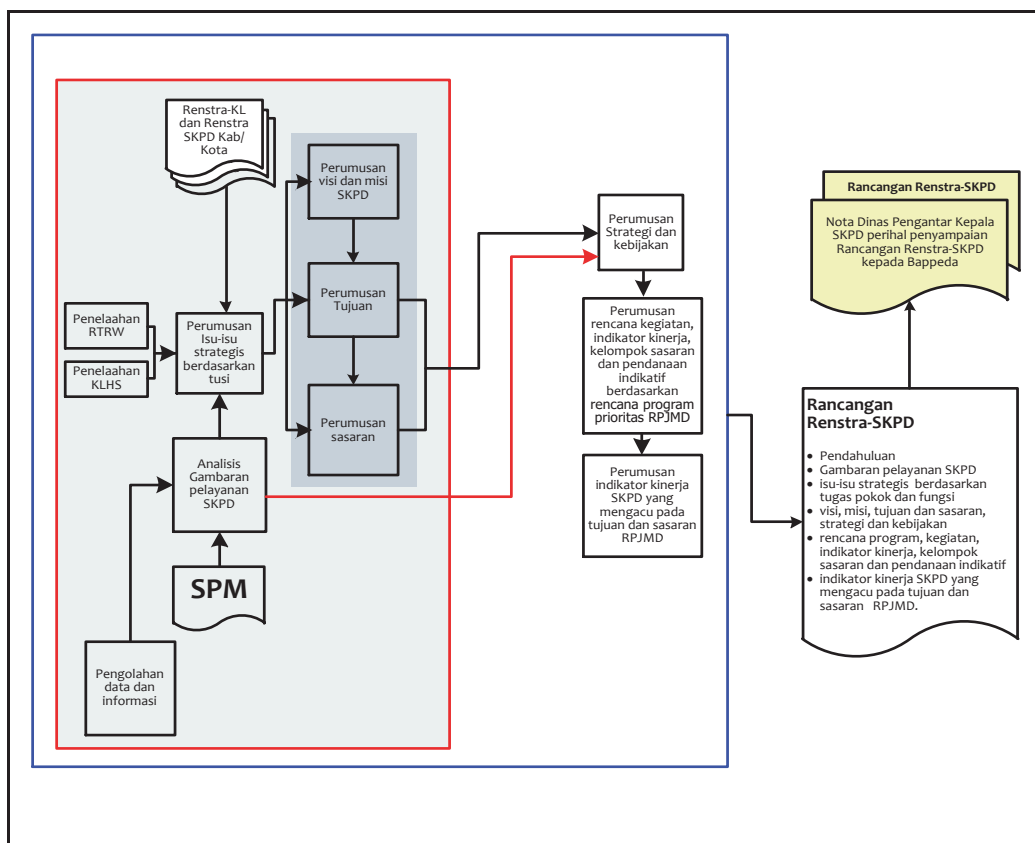 Renstra-KL
dan Renstra
SKPD Kab/
Kota
Perumusan
visi dan misi
SKPD
Perumusan
Tujuan
Perumusan
sasaran
Penelaahan
RTRW
Penelaahan
KLHS
Perumusan
Isu-isu
strategis
berdasarkan
tusi
Analisis
Gambaran
pelayanan
SKPD
SPM
Pengolahan
data dan
informasi
Perumusan
Strategi dan
kebijakan
Perumusan
rencana kegiatan,
indikator kinerja,
kelompok sasaran
dan pendanaan
indikatif
berdasarkan
rencana program
prioritas RPJMD
Perumusan
indikator kinerja
SKPD yang
mengacu pada
tujuan dan sasaran
RPJMD
Rancangan Renstra-SKPD
Nota Dinas Pengantar Kepala
SKPD perihal penyampaian
Rancangan Renstra-SKPD
kepada Bappeda
Rancangan
Renstra-SKPD
• Pendahuluan
• Gambaran pelayanan SKPD
• isu-isu strategis berdasarkan
tugas pokok dan fungsi
• visi, misi, tujuan dan sasaran,
strategi dan kebijakan
• rencana program, kegiatan,
indikator kinerja, kelompok
sasaran dan pendanaan indikatif
• indikator kinerja SKPD yang
mengacu pada tujuan dan
sasaran RPJMD.